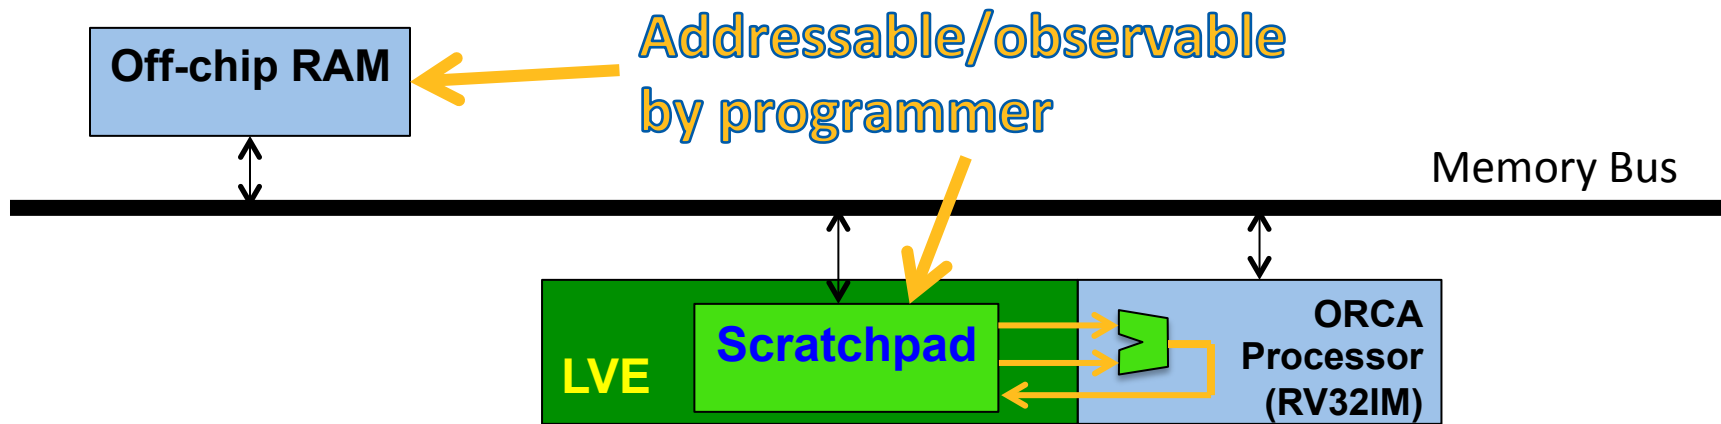 Off-chip RAM
Addressable/observable
by programmer
Memory Bus
LVE
Scratchpad
ORCA
Processor
(RV32IM)